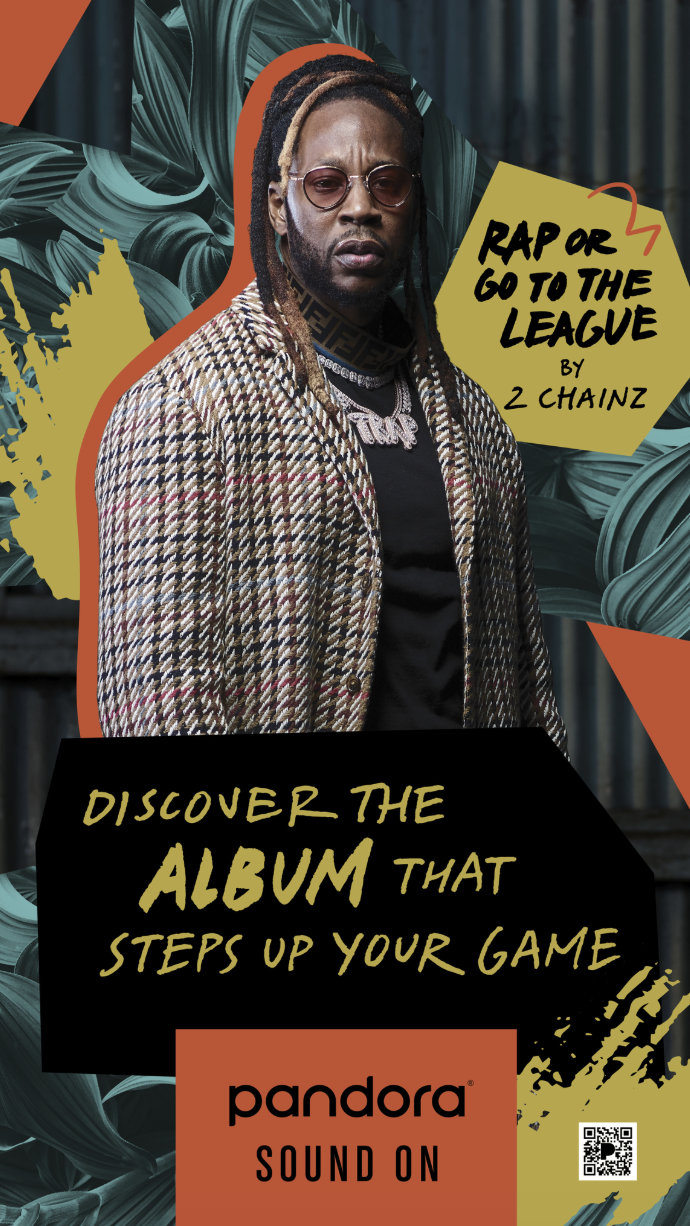 RAP OR
GO TO THE
LEAGUE
BY
2 CHAINZ
TRAP
DISCOVER THE
ALBUM THAT
STEPS UP YOUR GAME
pandora®
SOUND ON